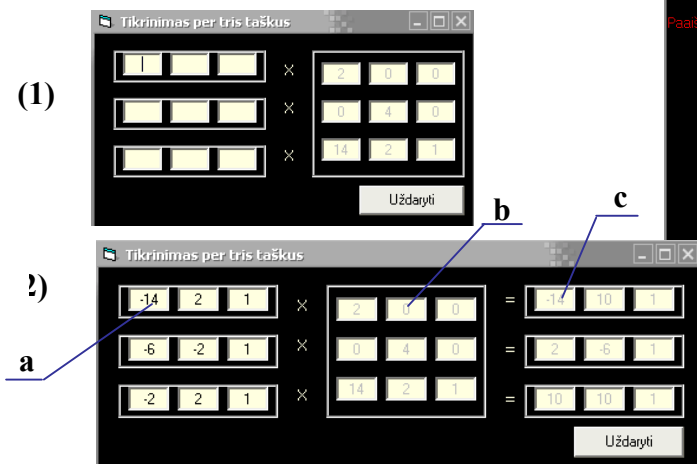 Tikrinimas per tris taškus
(1)
x 2 0 0
x 0 4 0
x 14 2 1
Uždaryti
b
c
Tikrinimas per tris taškus
2)
-14 2 1 x 2 0 0 = -14 10 1
-6 -2 1 x 0 4 0 = 2 -6 1
-2 2 1 x 14 2 1 = 10 10 1
a
Uždaryti